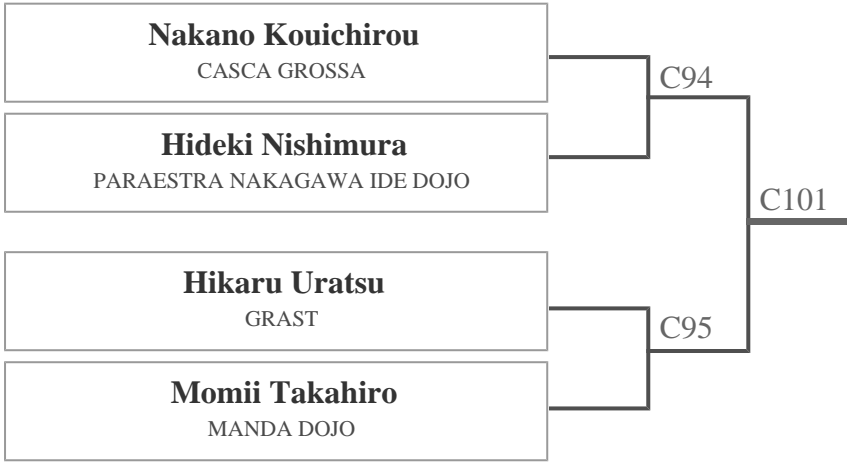 Nakano Kouichirou
CASCA GROSSA
C94
Hideki Nishimura
PARAESTRA NAKAGAWA IDE DOJO
C101
Hikaru Uratsu
GRAST
C95
Momii Takahiro
MANDA DOJO